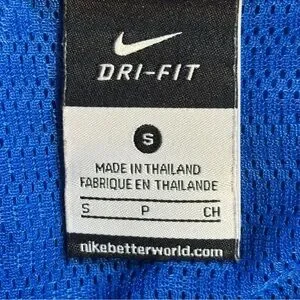 DRI-FIT
S
MADE IN THAILAND
FABRIQUE EN THAILANDE
S P CH
nikebetterworld.com